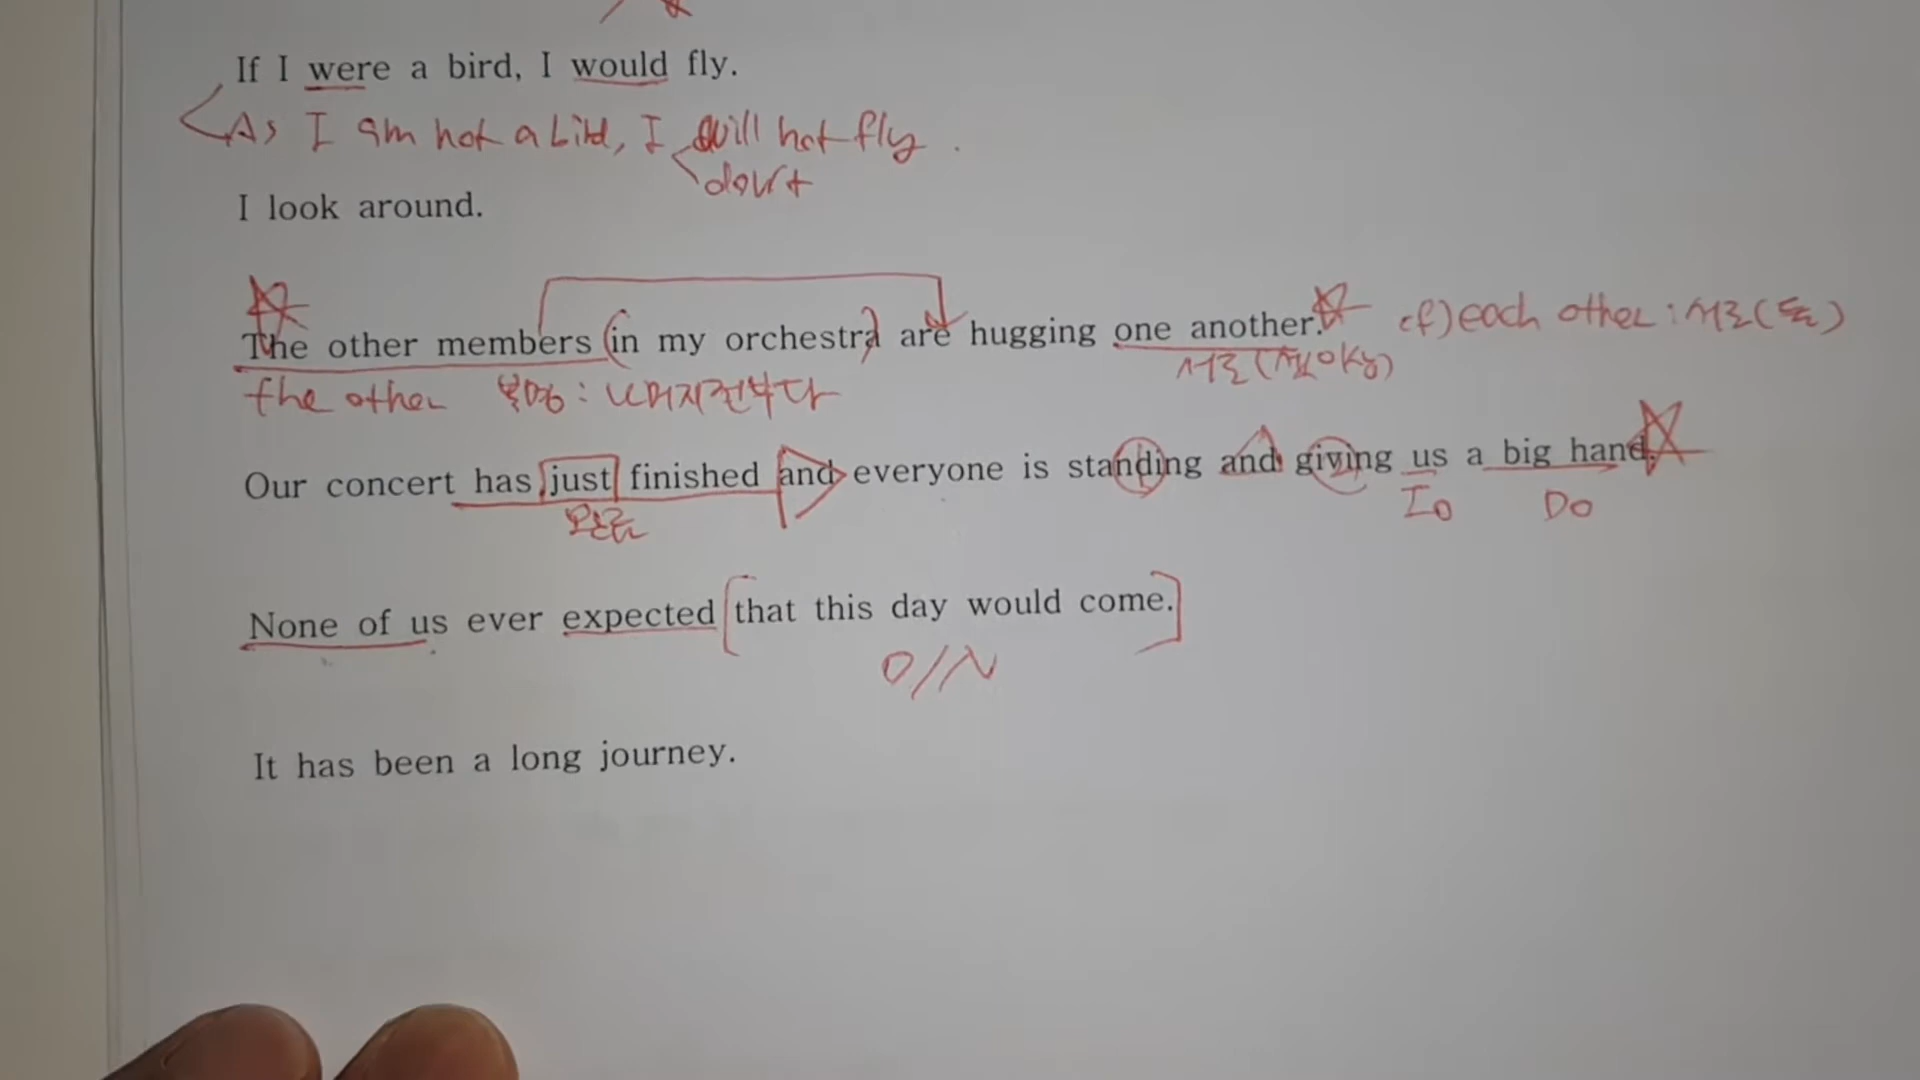 If I were a bird, I would fly.
As I am not a bird, I will not fly.
don't
I look around.
The other members (in my orchestra) are hugging one another. cf) each other : 서로(둘)
서로(셋이상)
the other 복명 : 나머지전부다
Our concert has just finished and everyone is standing and giving us a big hand.
완료
IO DO
None of us ever expected [that this day would come.]
O/N
It has been a long journey.